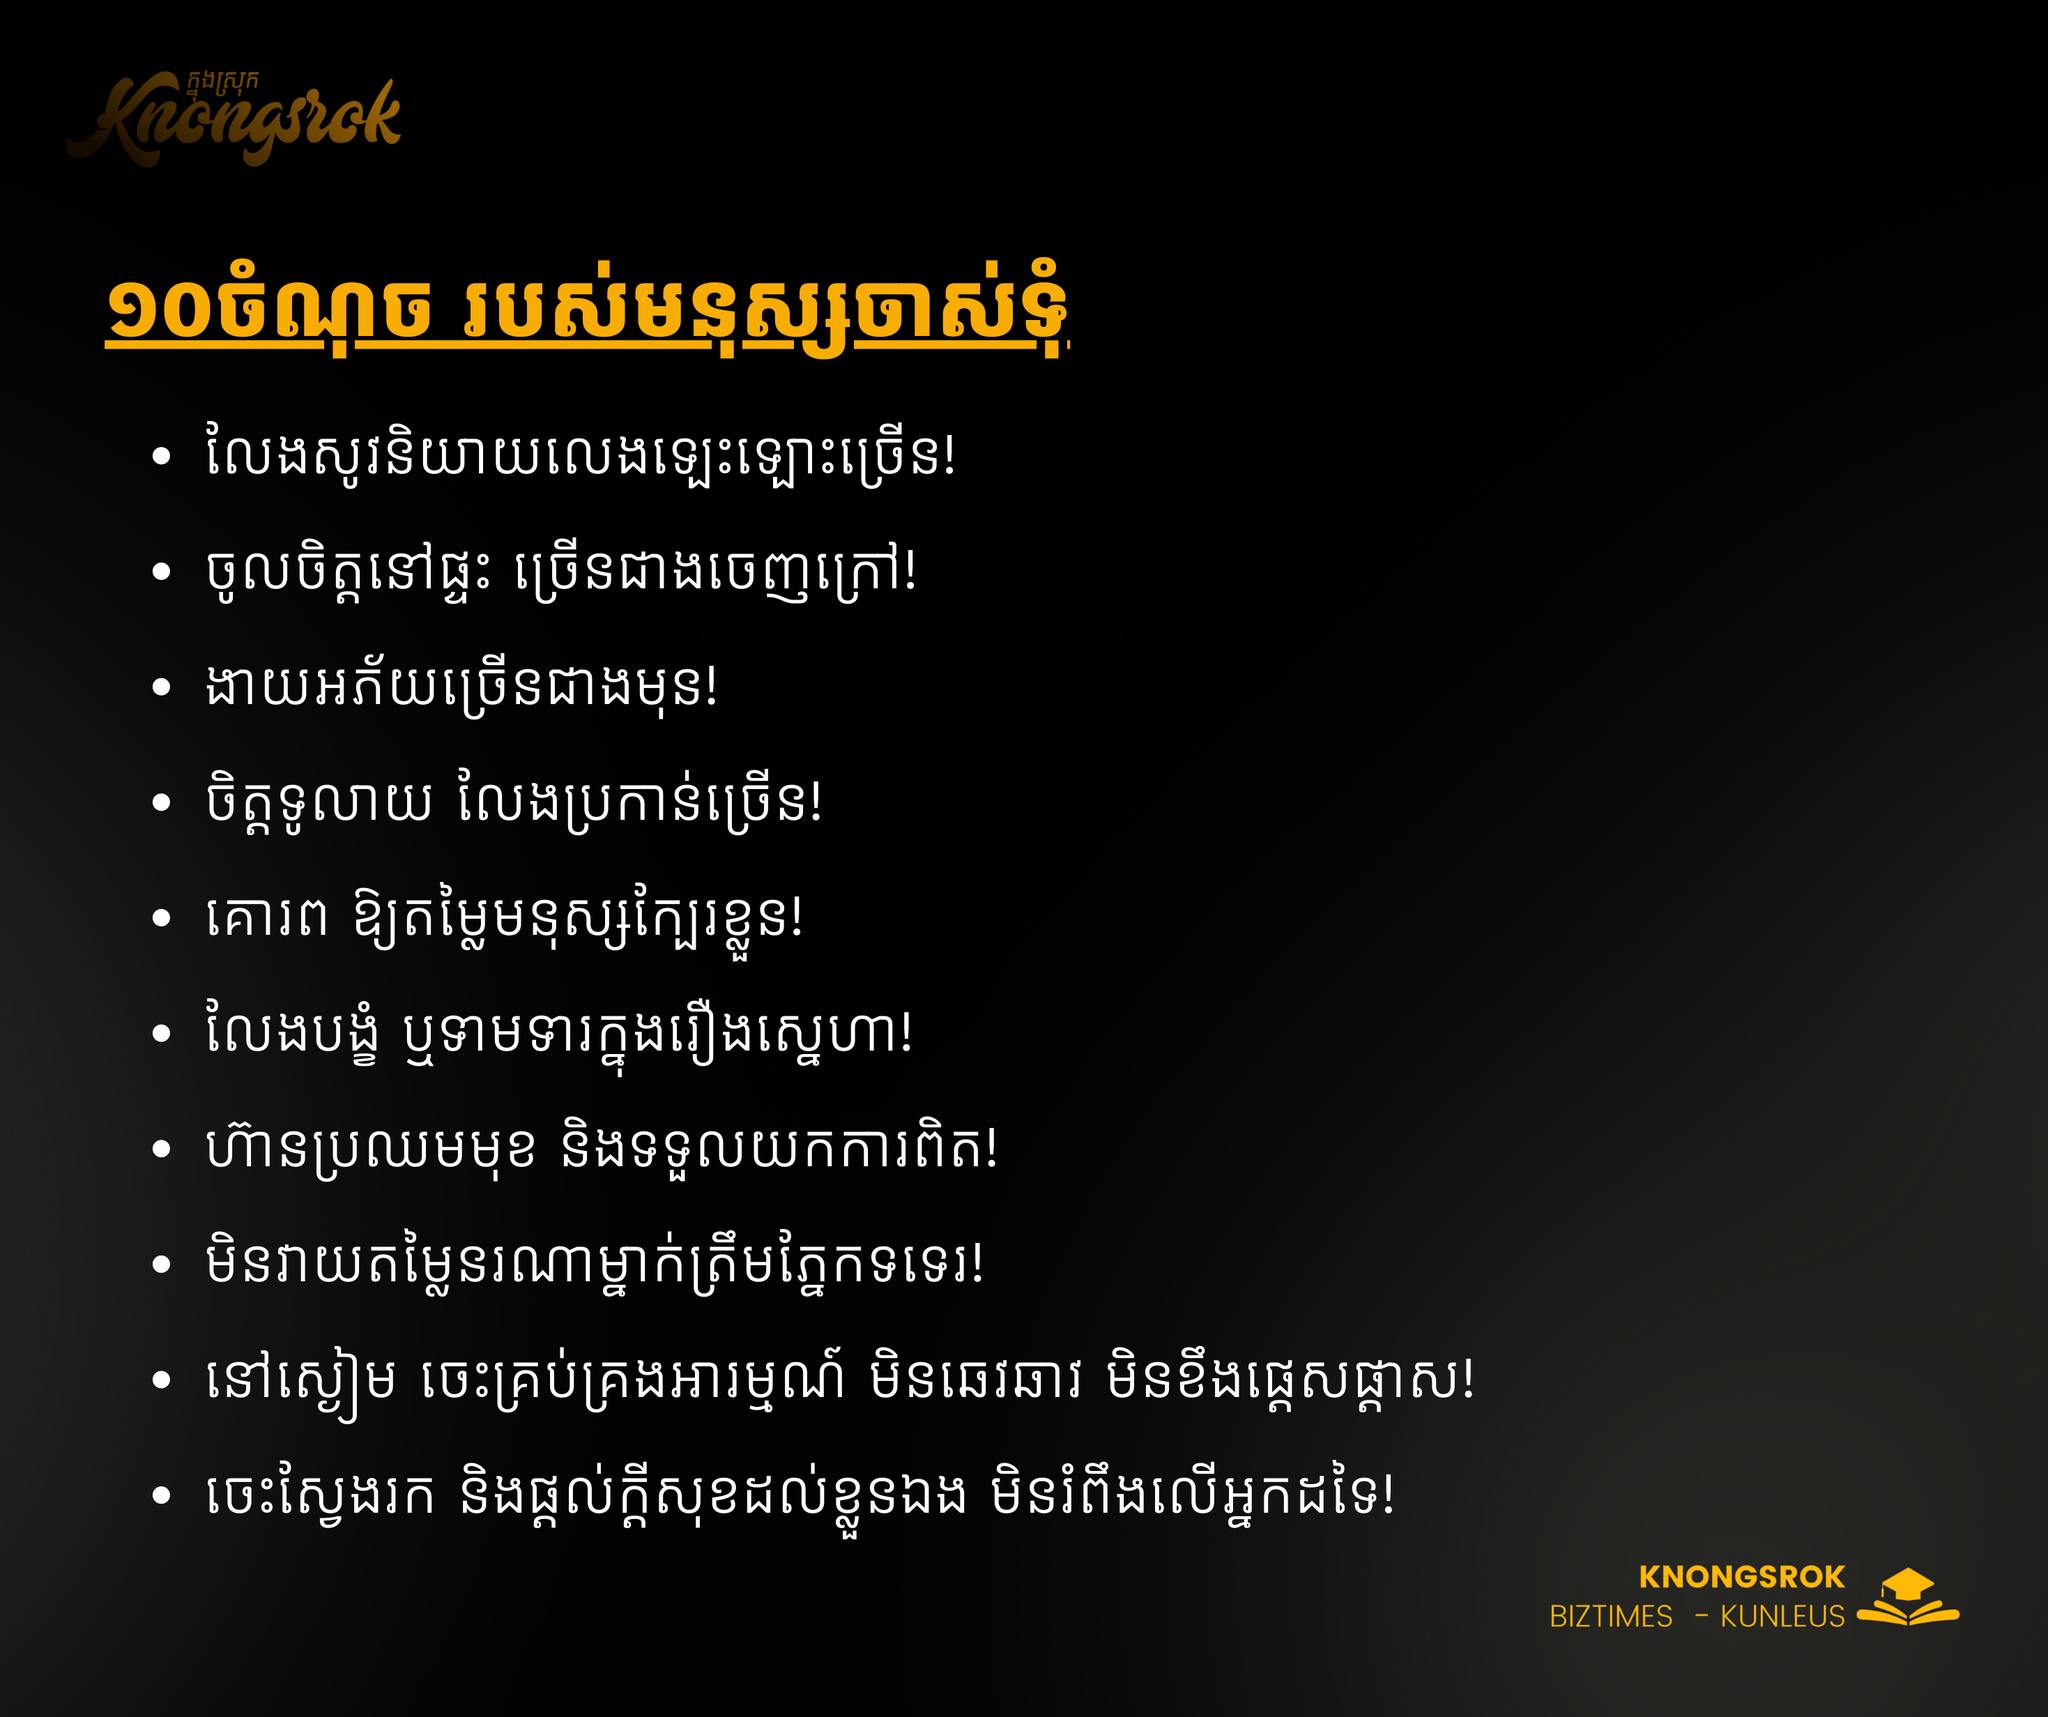 ក្នុងស្រុក
Knongsrok
១០ចំណុច របស់មនុស្សចាស់ទុំ
• លែងសូវនិយាយលេងឡេះឡោះច្រើន!
• ចូលចិត្តនៅផ្ទះ ច្រើនជាងចេញក្រៅ!
• ងាយអភ័យច្រើនជាងមុន!
• ចិត្តទូលាយ លែងប្រកាន់ច្រើន!
• គោរព ឱ្យតម្លៃមនុស្សក្បែរខ្លួន!
• លែងបង្ខំ ឬទាមទារក្នុងរឿងស្នេហា!
• ហ៊ានប្រឈមមុខ និងទទួលយកការពិត!
• មិនវាយតម្លៃនរណាម្នាក់ត្រឹមភ្នែកទទេរ!
• នៅស្ងៀម ចេះគ្រប់គ្រងអារម្មណ៍ មិនឆេវឆាវ មិនខឹងផ្ដេសផ្ដាស!
• ចេះស្វែងរក និងផ្ដល់ក្ដីសុខដល់ខ្លួនឯង មិនរំពឹងលើអ្នកដទៃ!
KNONGSROK
BIZTIMES - KUNLEUS